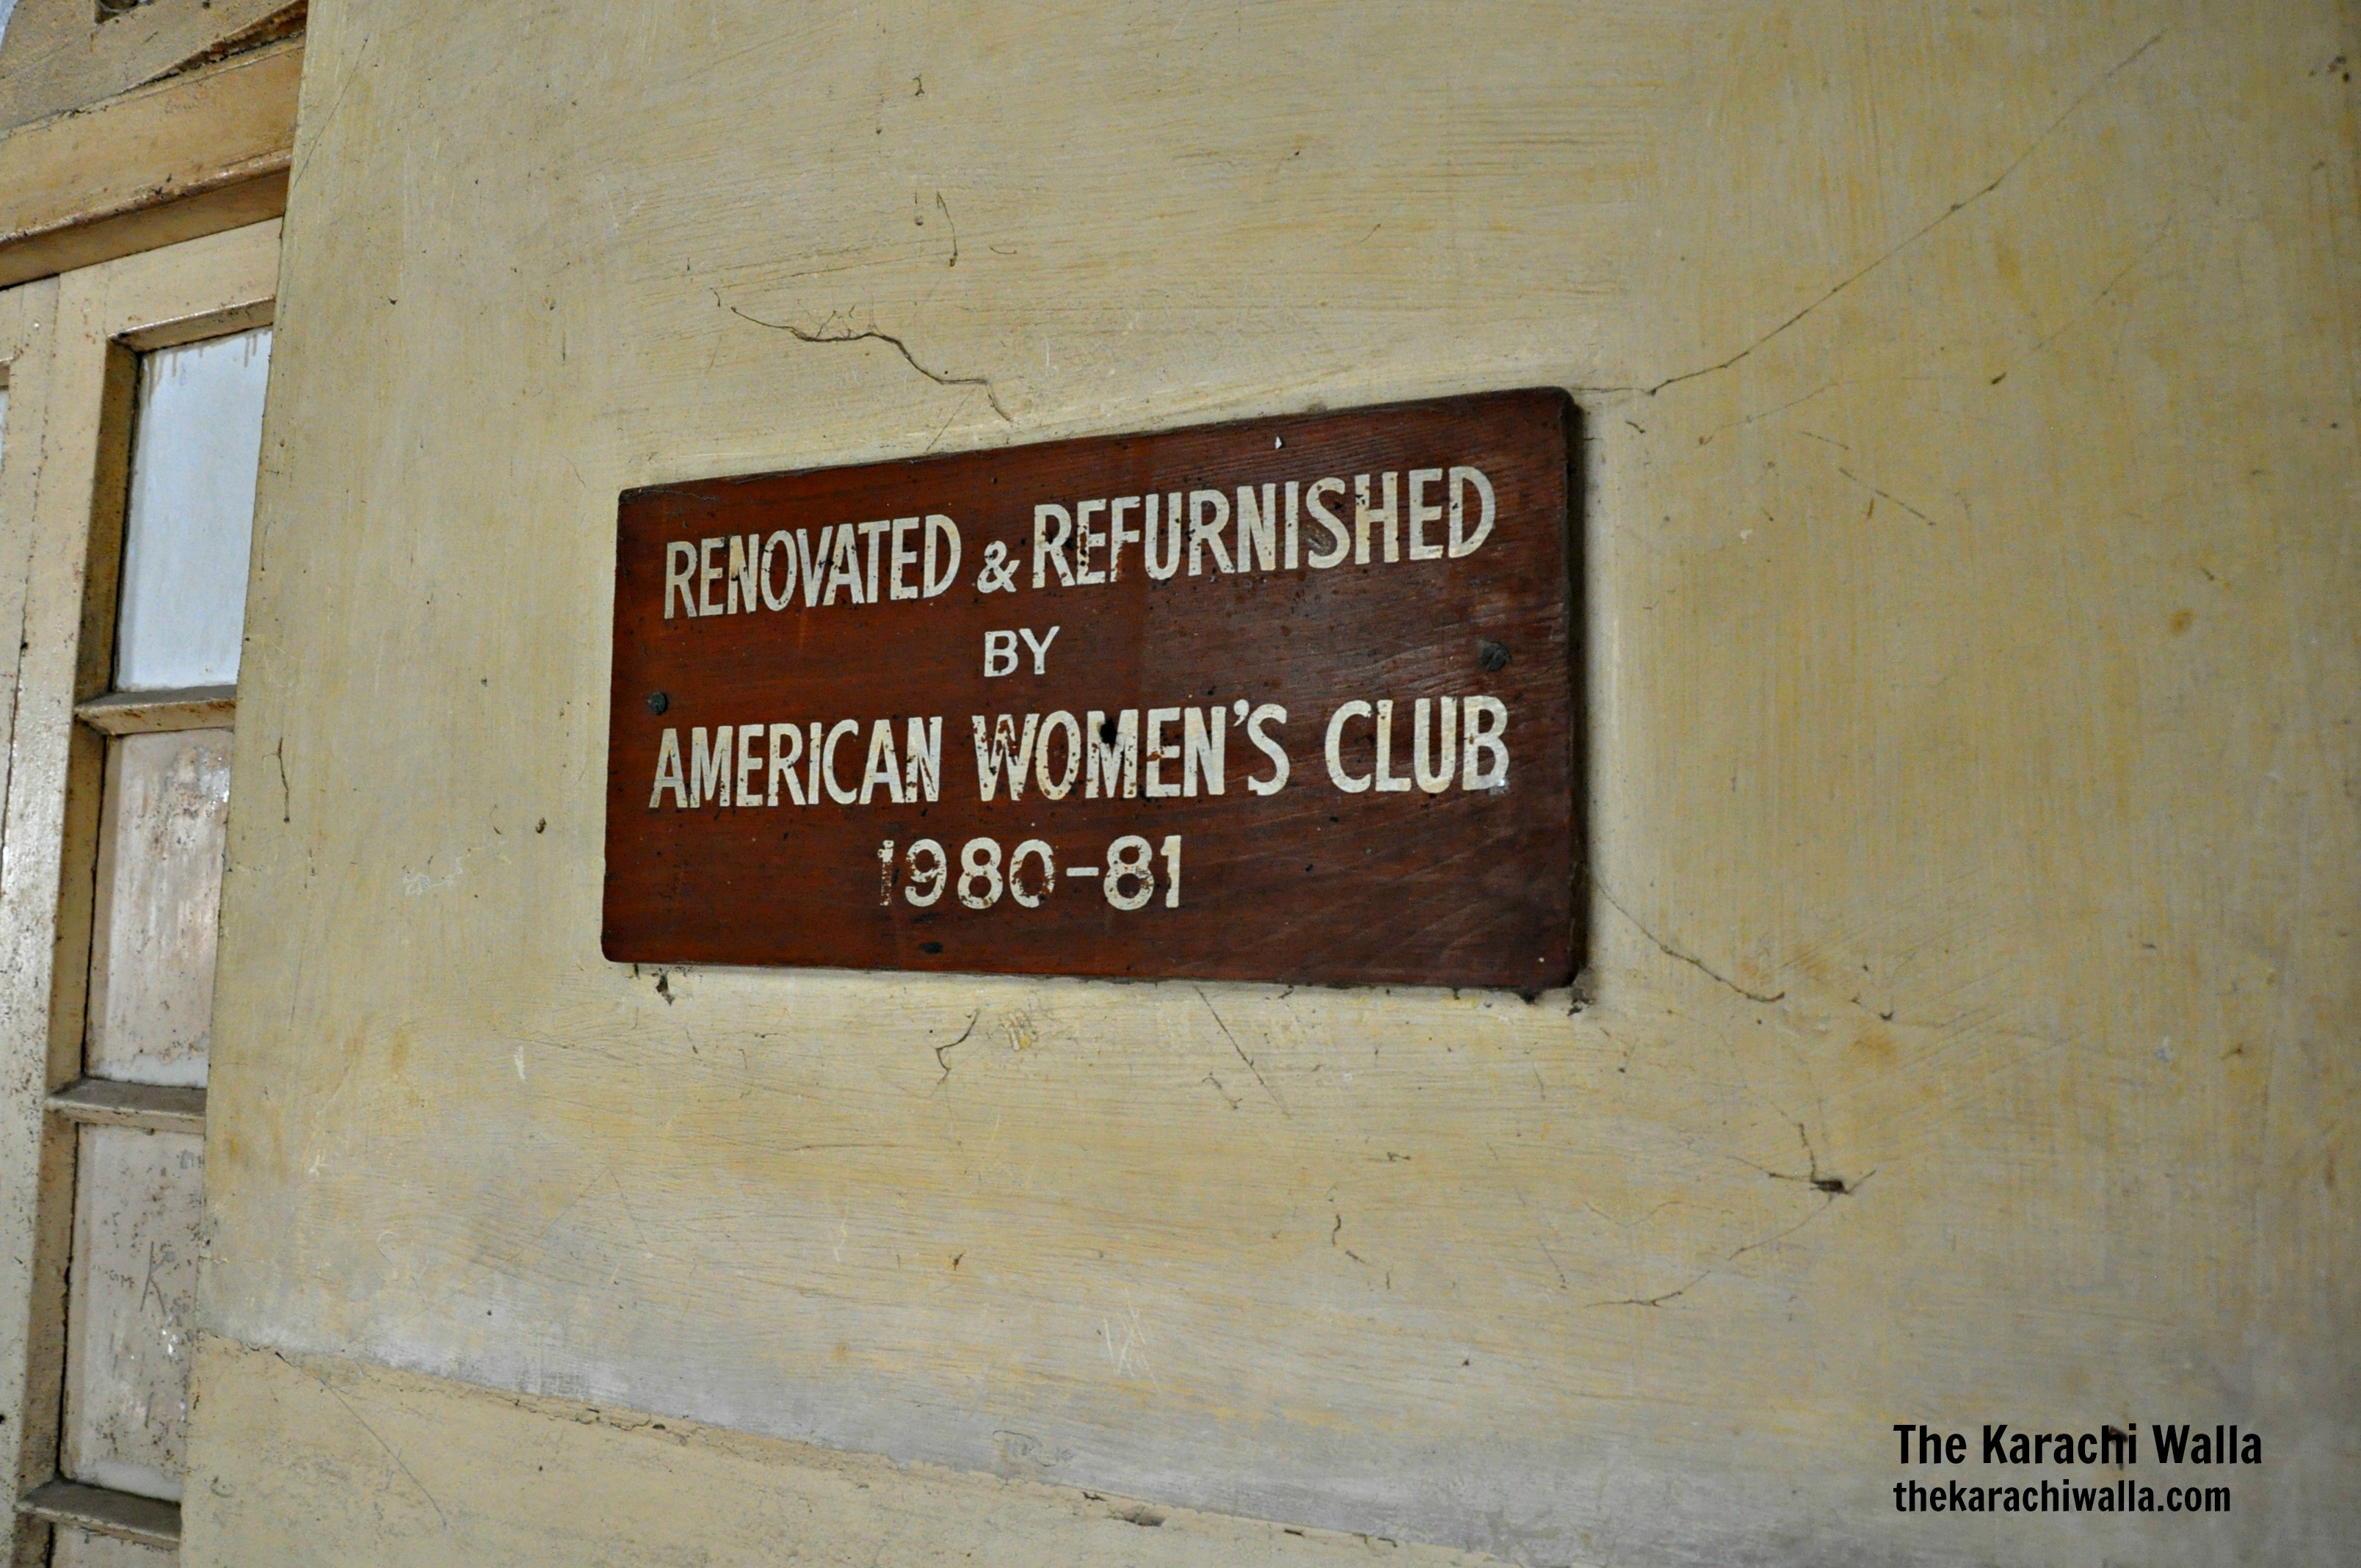 RENOVATED & REFURNISHED
BY
AMERICAN WOMEN'S CLUB
1980-81
The Karachi Walla
thekarachiwalla.com